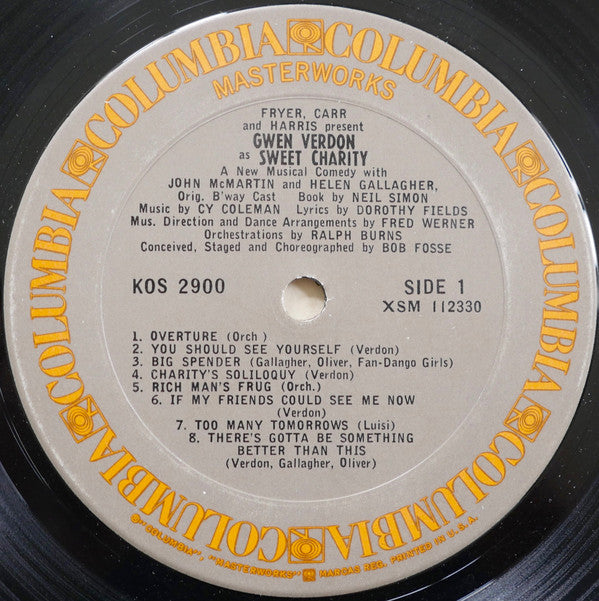 COLUMBIA COLUMBIA COLUMBIA COLUMBIA COLUMBIA COLUMBIA COLUMBIA COLUMBIA
MASTERWORKS
FRYER, CARR
and HARRIS present
GWEN VERDON
as SWEET CHARITY
A New Musical Comedy with
JOHN McMARTIN and HELEN GALLAGHER,
Orig. B'way Cast Book by NEIL SIMON
Music by CY COLEMAN Lyrics by DOROTHY FIELDS
Mus. Direction and Dance Arrangements by FRED WERNER
Orchestrations by RALPH BURNS
Conceived, Staged and Choreographed by BOB FOSSE
KOS 2900
SIDE 1
XSM 112330
1. OVERTURE (Orch)
2. YOU SHOULD SEE YOURSELF (Verdon)
3. BIG SPENDER (Gallagher, Oliver, Fan-Dango Girls)
4. CHARITY'S SOLILOQUY (Verdon)
5. RICH MAN'S FRUG (Orch.)
6. IF MY FRIENDS COULD SEE ME NOW
(Verdon)
7. TOO MANY TOMORROWS (Luisi)
8. THERE'S GOTTA BE SOMETHING
BETTER THAN THIS
(Verdon, Gallagher, Oliver)
®"COLUMBIA", "MASTERWORKS" MARCAS REG. PRINTED IN U.S.A.